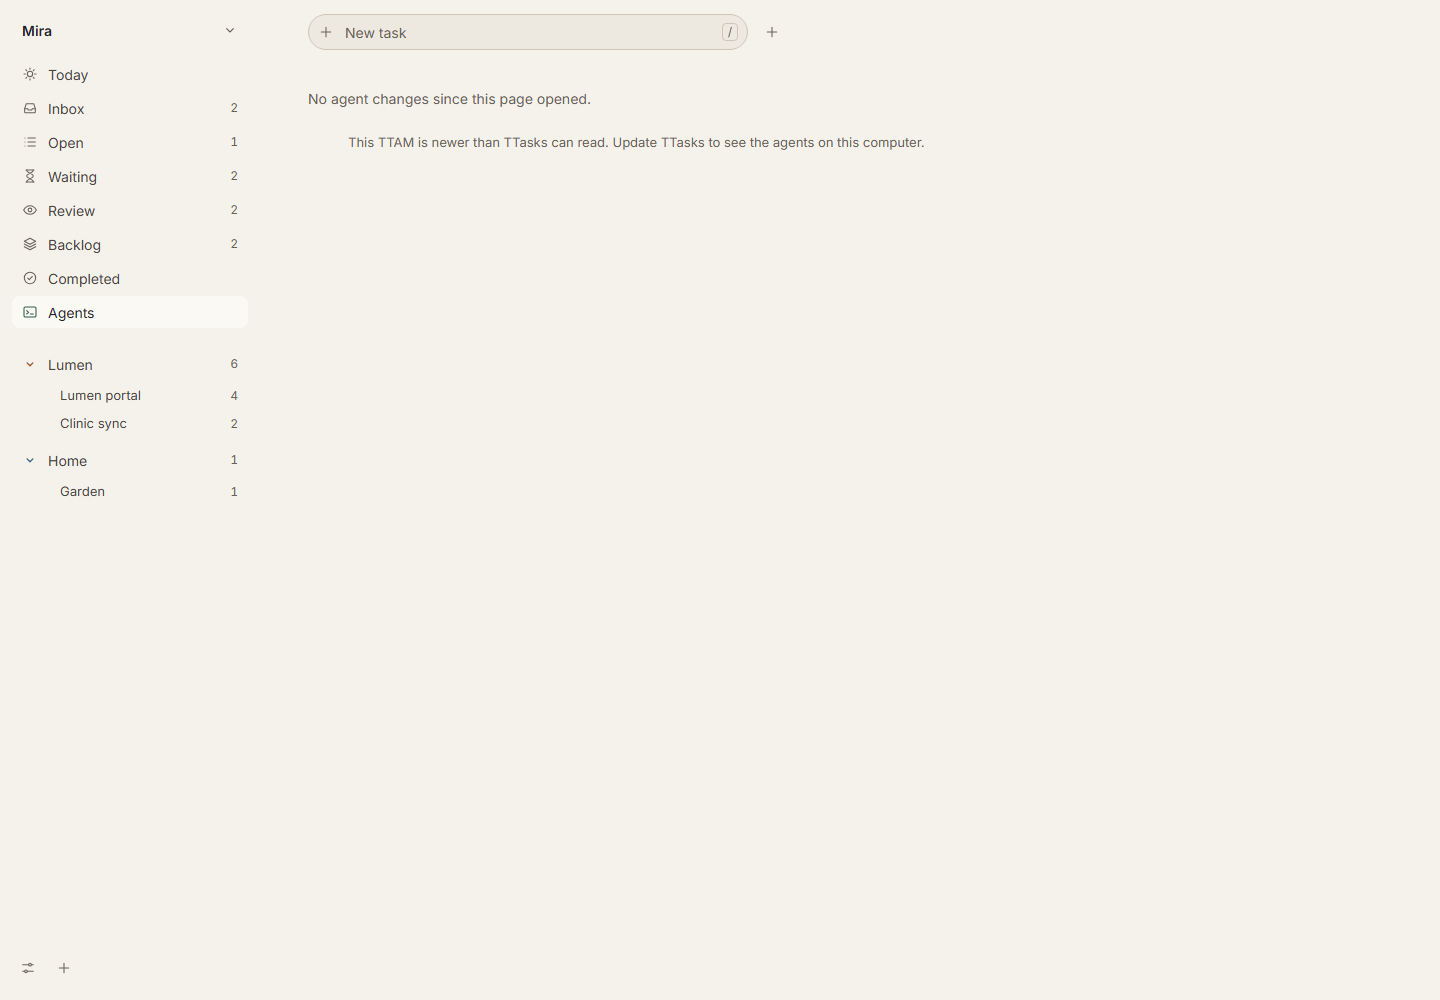 Mira
Today
Inbox 2
Open 1
Waiting 2
Review 2
Backlog 2
Completed
Agents
Lumen 6
Lumen portal 4
Clinic sync 2
Home 1
Garden 1
New task /
No agent changes since this page opened.
This TTAM is newer than TTasks can read. Update TTasks to see the agents on this computer.